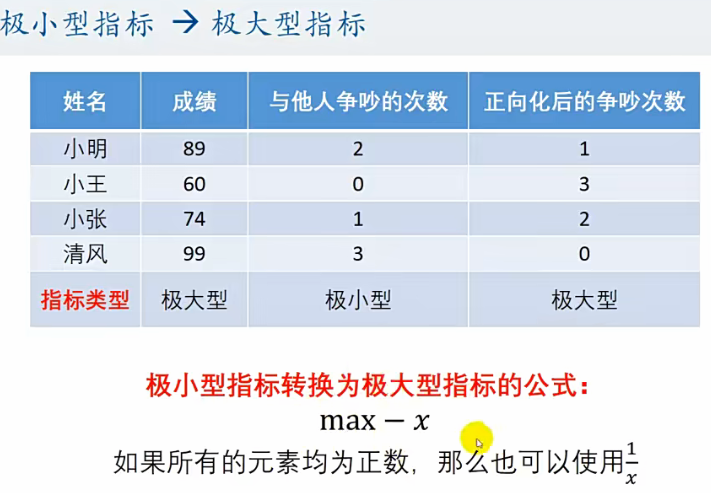 极小型指标 → 极大型指标
姓名 成绩 与他人争吵的次数 正向化后的争吵次数
小明 89 2 1
小王 60 0 3
小张 74 1 2
清风 99 3 0
指标类型 极大型 极小型 极大型
极小型指标转换为极大型指标的公式：
max − x
如果所有的元素均为正数，那么也可以使用1/x